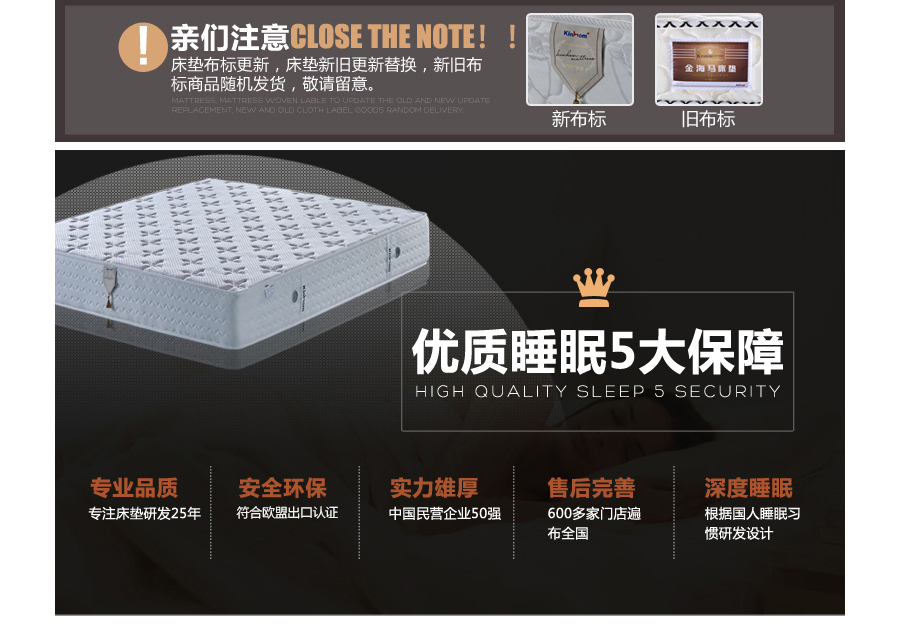 亲们注意CLOSE THE NOTE！！
床垫布标更新，床垫新旧更新替换，新旧布
标商品随机发货，敬请留意。
MATTRESS, MATTRESS WOVEN LABLE TO UPDATE THE OLD AND NEW UPDATE
REPLACEMENT, NEW AND OLD CLOTH LABEL GOODS RANDOM DELIVERY.
金海马床垫
新布标
旧布标
优质睡眠5大保障
HIGH QUALITY SLEEP 5 SECURITY
专业品质
专注床垫研发25年
安全环保
符合欧盟出口认证
实力雄厚
中国民营企业50强
售后完善
600多家门店遍
布全国
深度睡眠
根据国人睡眠习
惯研发设计